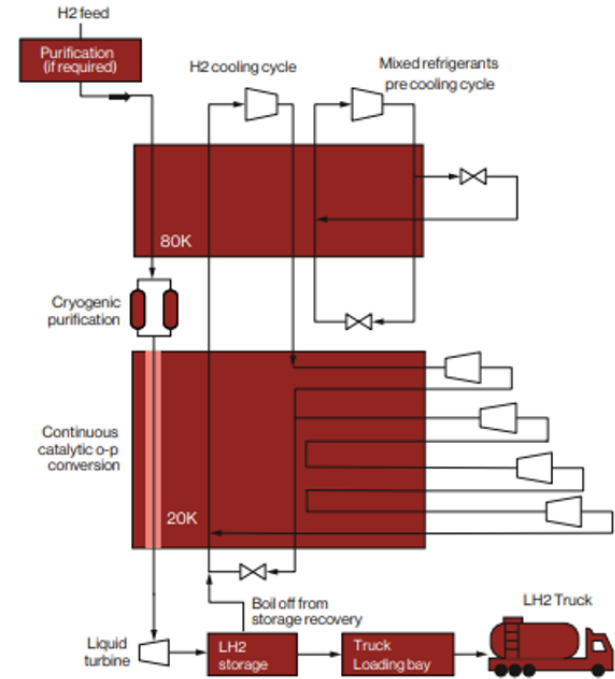 H2 feed
Purification
(if required)
H2 cooling cycle
Mixed refrigerants
pre cooling cycle
80K
Cryogenic
purification
Continuous
catalytic o-p
conversion
20K
Boil off from
storage recovery
LH2 Truck
Liquid
turbine
LH2
storage
Truck
Loading bay